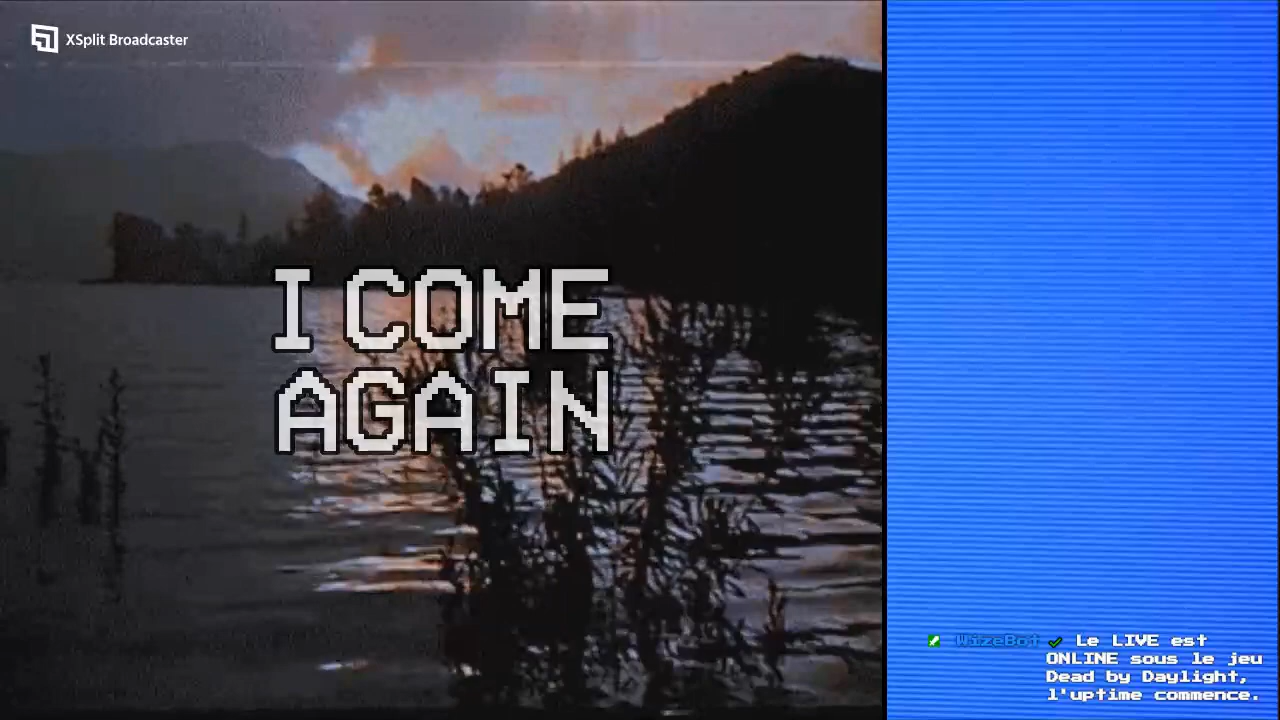 XSplit Broadcaster
I COME
AGAIN
WizeBot Le LIVE est
ONLINE sous le jeu
Dead by Daylight,
l'uptime commence.